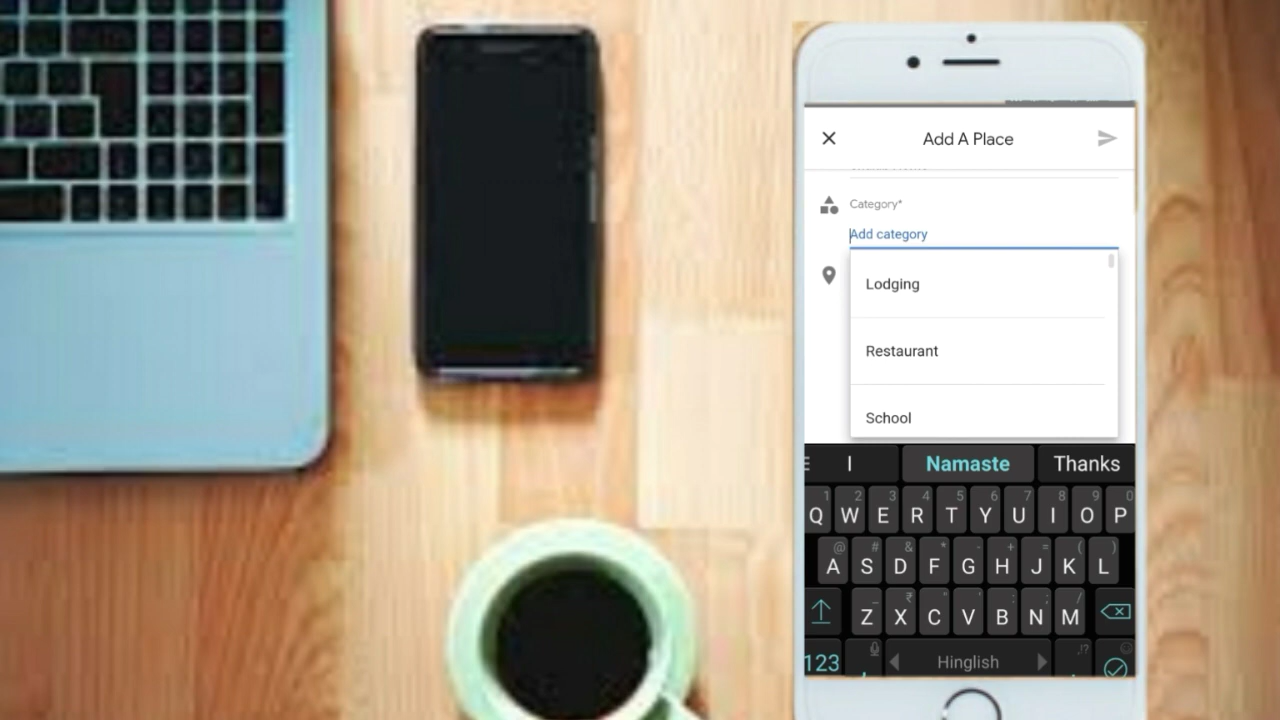 Add A Place
Category*
Add category
Lodging
Restaurant
School
I Namaste Thanks
1 2 3 4 5 6 7 8 9 0
Q W E R T Y U I O P
@ # & * - + = ( )
A S D F G H J K L
_ ₹ " ' : ; /
Z X C V B N M
123 , Hinglish . !?